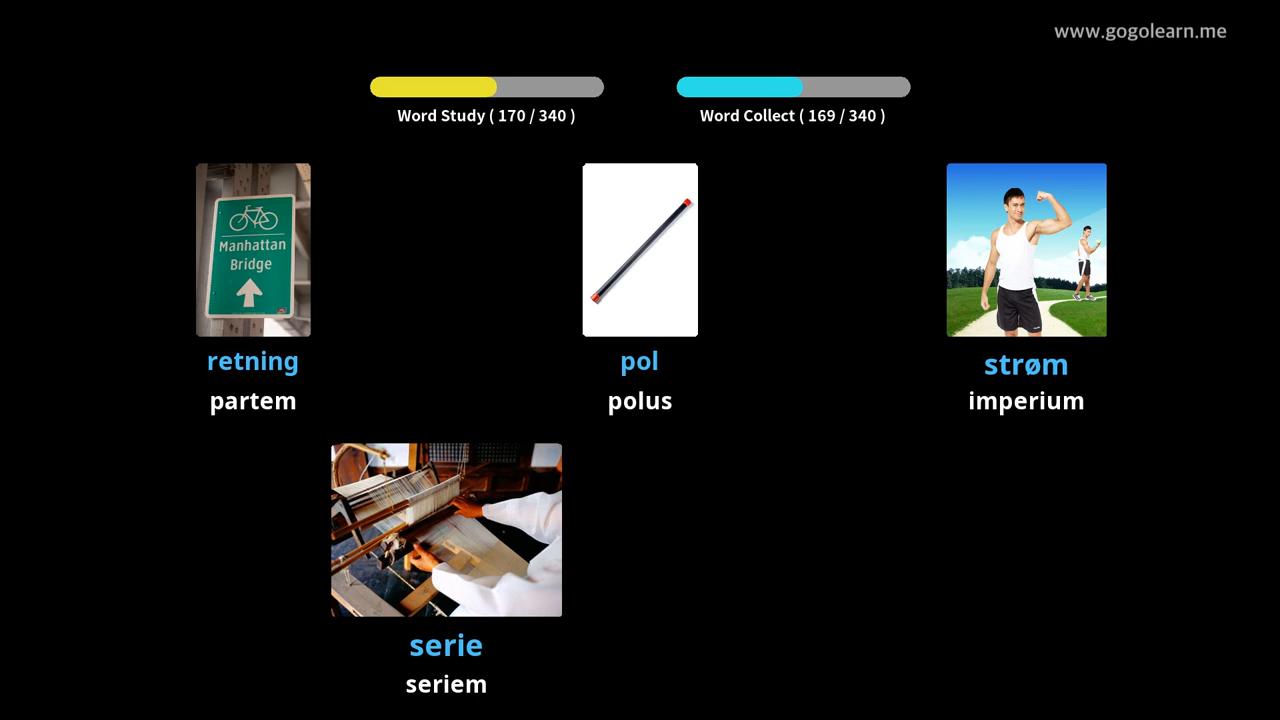 www.gogolearn.me
Word Study ( 170 / 340 )
Word Collect ( 169 / 340 )
Manhattan
Bridge
retning
partem
pol
polus
strøm
imperium
serie
seriem